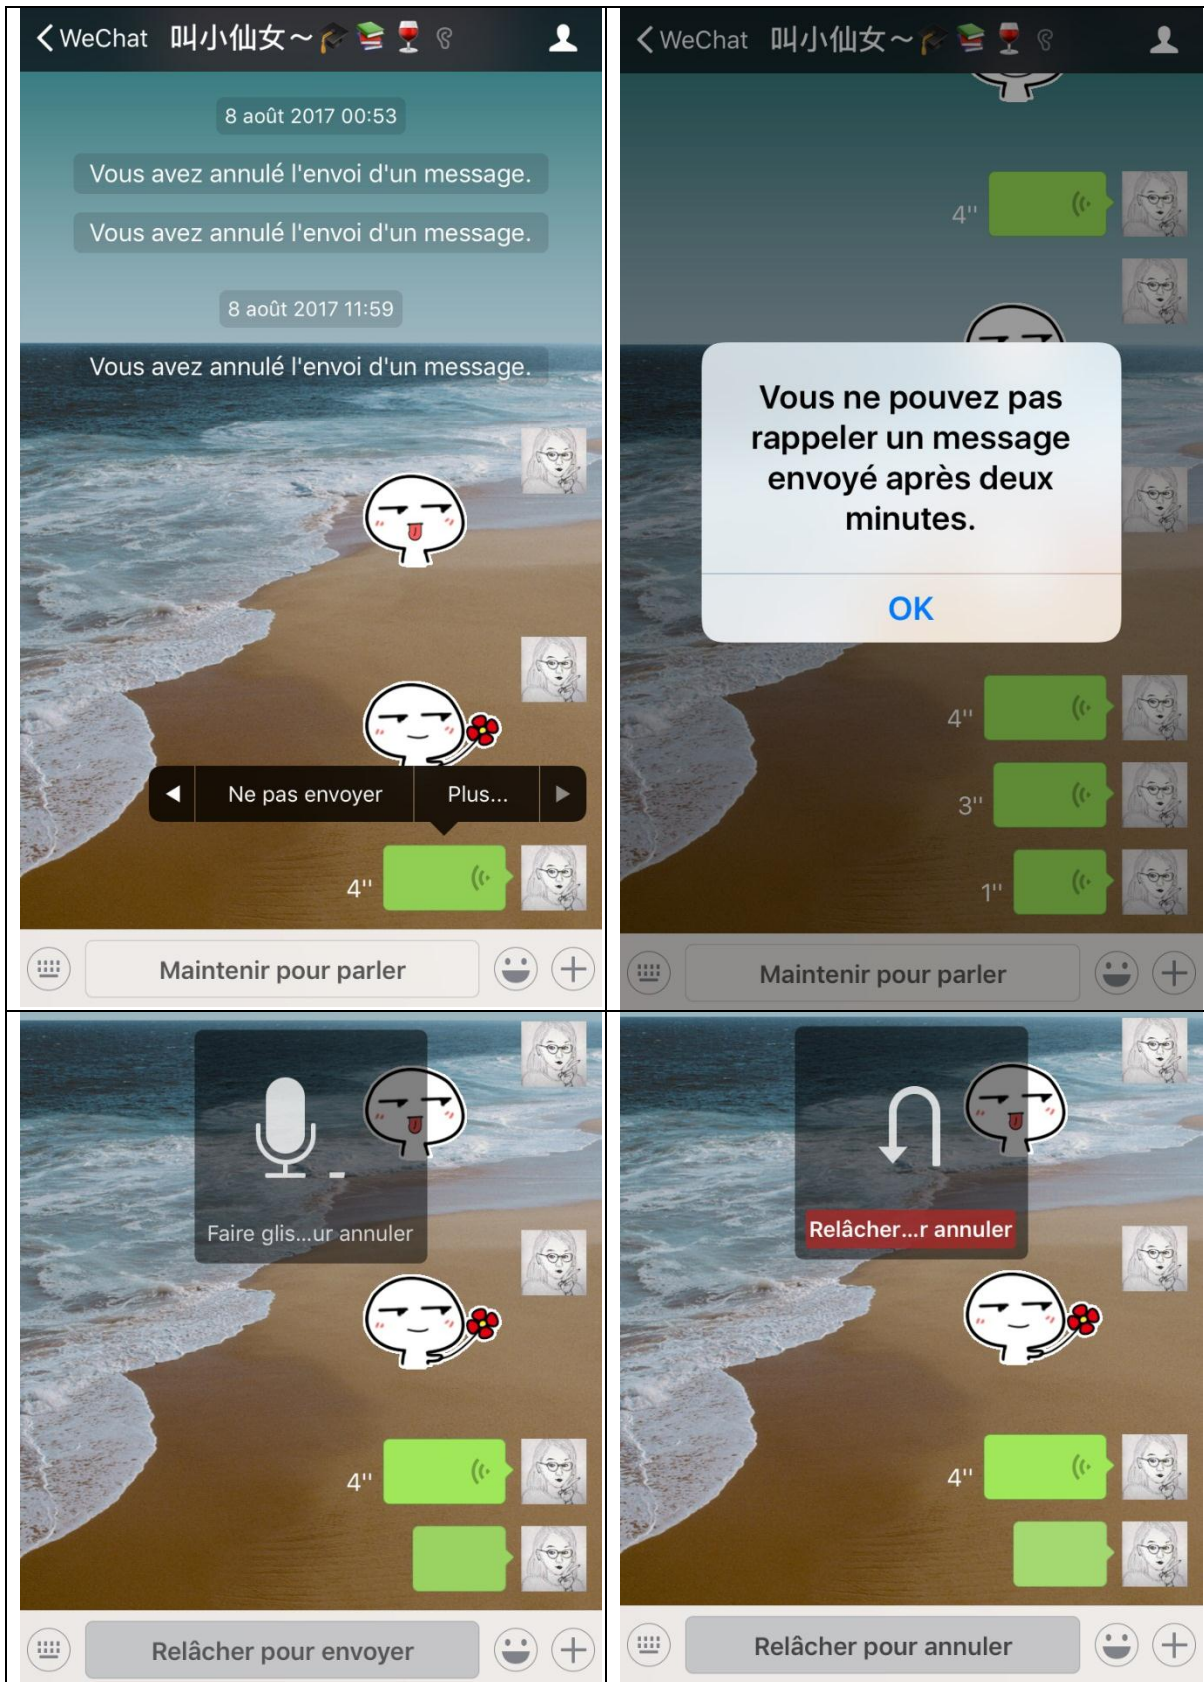 WeChat 叫小仙女～🎓📚🍷👂
8 août 2017 00:53
Vous avez annulé l'envoi d'un message.
Vous avez annulé l'envoi d'un message.
8 août 2017 11:59
Vous avez annulé l'envoi d'un message.
Ne pas envoyer Plus...
4''
Maintenir pour parler
WeChat 叫小仙女～🎓📚🍷👂
4''
Vous ne pouvez pas
rappeler un message
envoyé après deux
minutes.
OK
4''
3''
1''
Maintenir pour parler
Faire glis...ur annuler
4''
Relâcher pour envoyer
Relâcher...r annuler
4''
Relâcher pour annuler